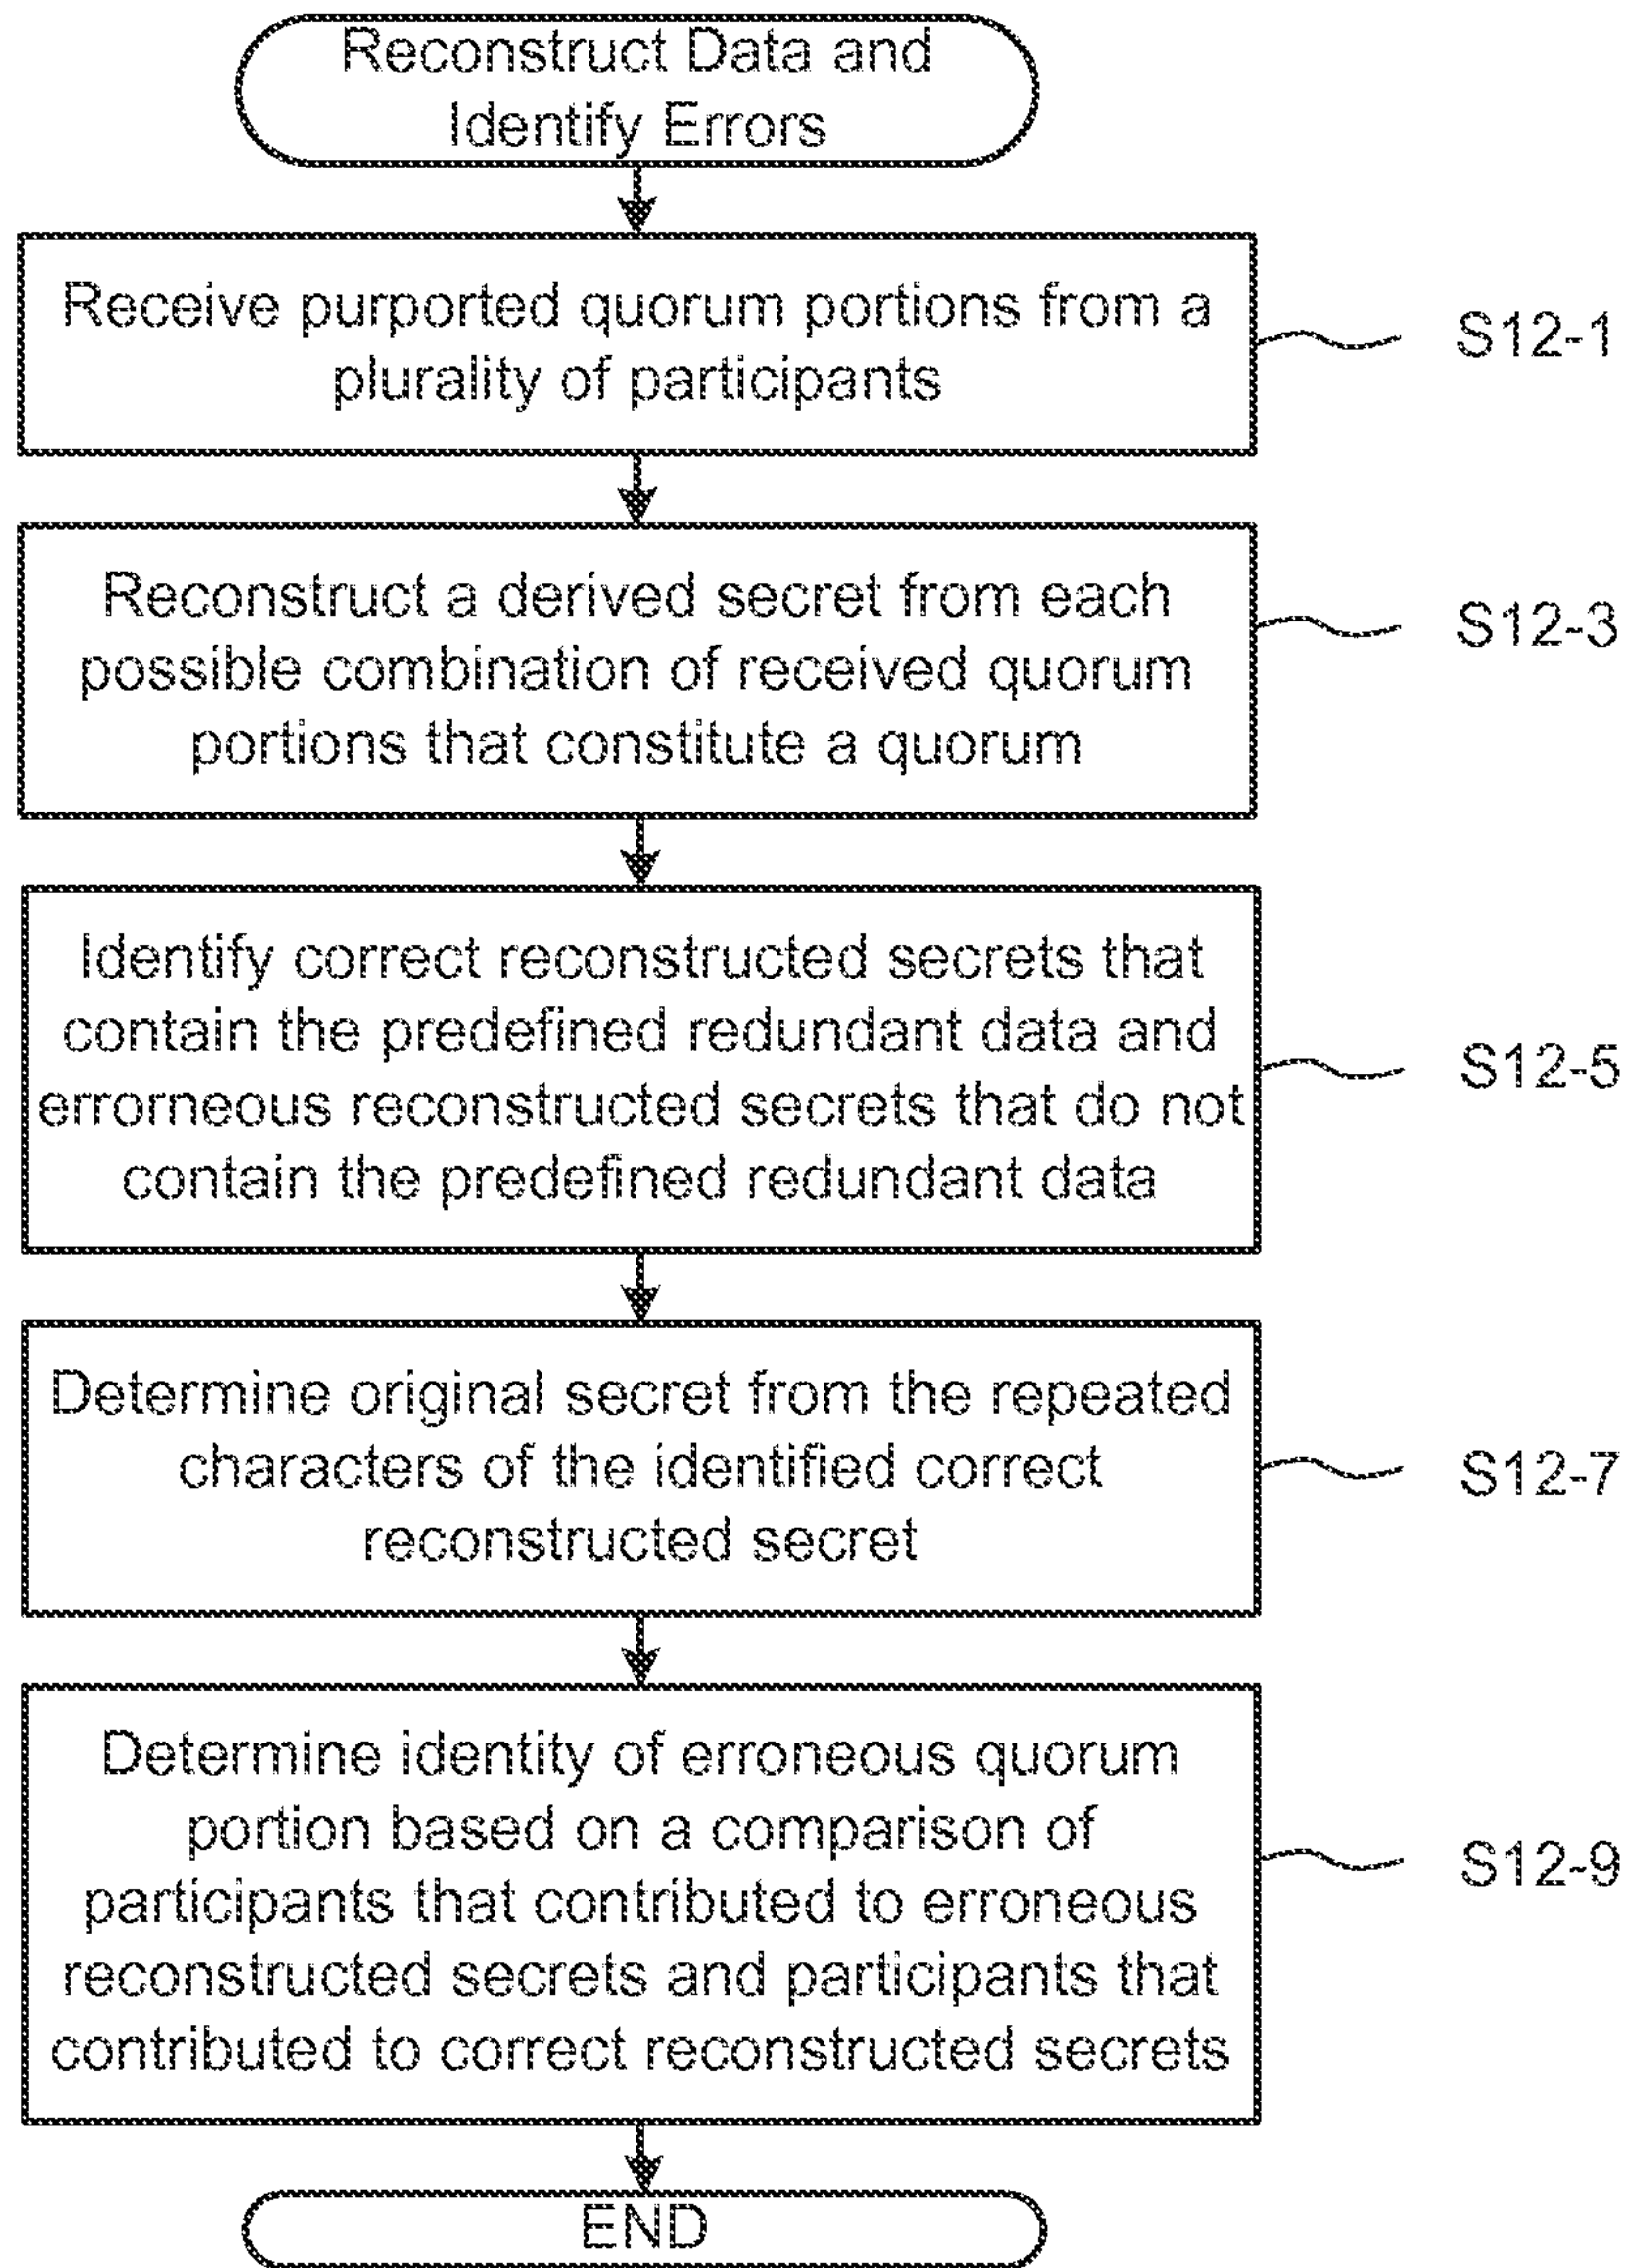 Reconstruct Data and
Identify Errors
Receive purported quorum portions from a
plurality of participants
S12-1
Reconstruct a derived secret from each
possible combination of received quorum
portions that constitute a quorum
S12-3
Identify correct reconstructed secrets that
contain the predefined redundant data and
errorneous reconstructed secrets that do not
contain the predefined redundant data
S12-5
Determine original secret from the repeated
characters of the identified correct
reconstructed secret
S12-7
Determine identity of erroneous quorum
portion based on a comparison of
participants that contributed to erroneous
reconstructed secrets and participants that
contributed to correct reconstructed secrets
S12-9
END